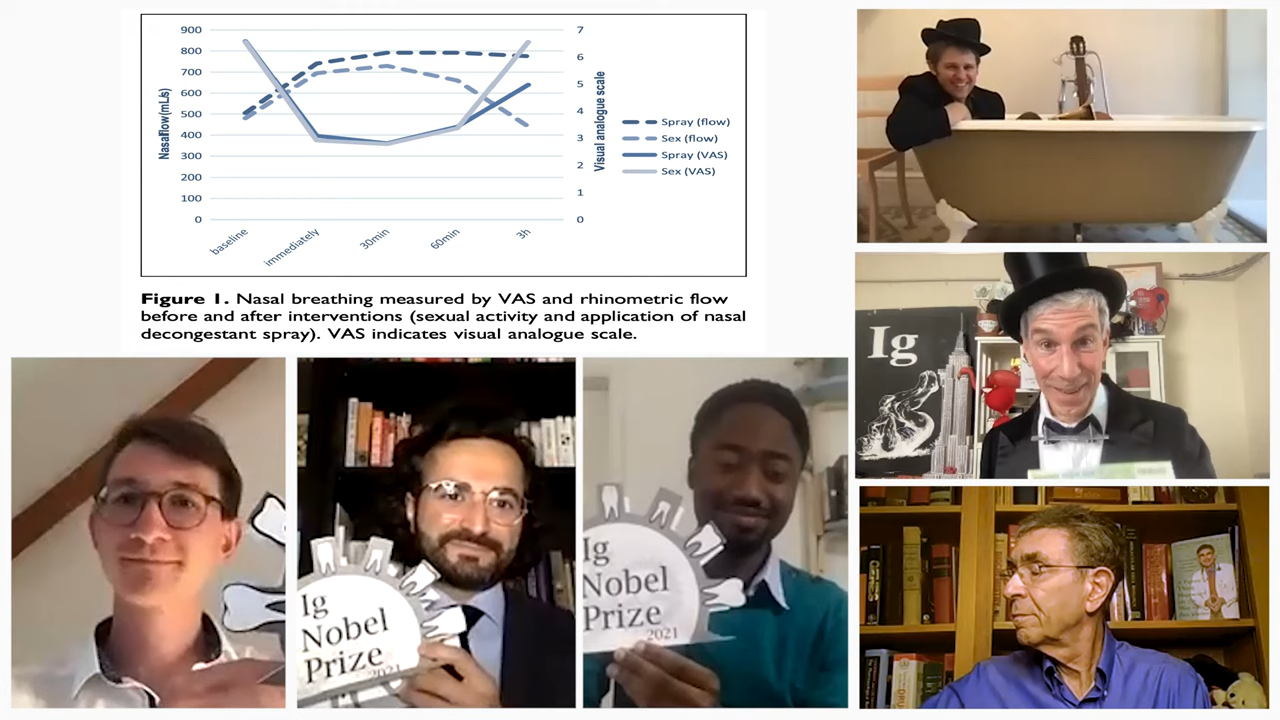 900
800
700
600
500
400
300
200
100
0
Nasalflow(mL/s)
7
6
5
4
3
2
1
0
Visual analogue scale
baseline
immediately
30min
60min
3h
Spray (flow)
Sex (flow)
Spray (VAS)
Sex (VAS)
Figure 1. Nasal breathing measured by VAS and rhinometric flow
before and after interventions (sexual activity and application of nasal
decongestant spray). VAS indicates visual analogue scale.
Ig
Ig
Nobel
Prize
2021
Ig
Nobel
Prize
2021
DRUG